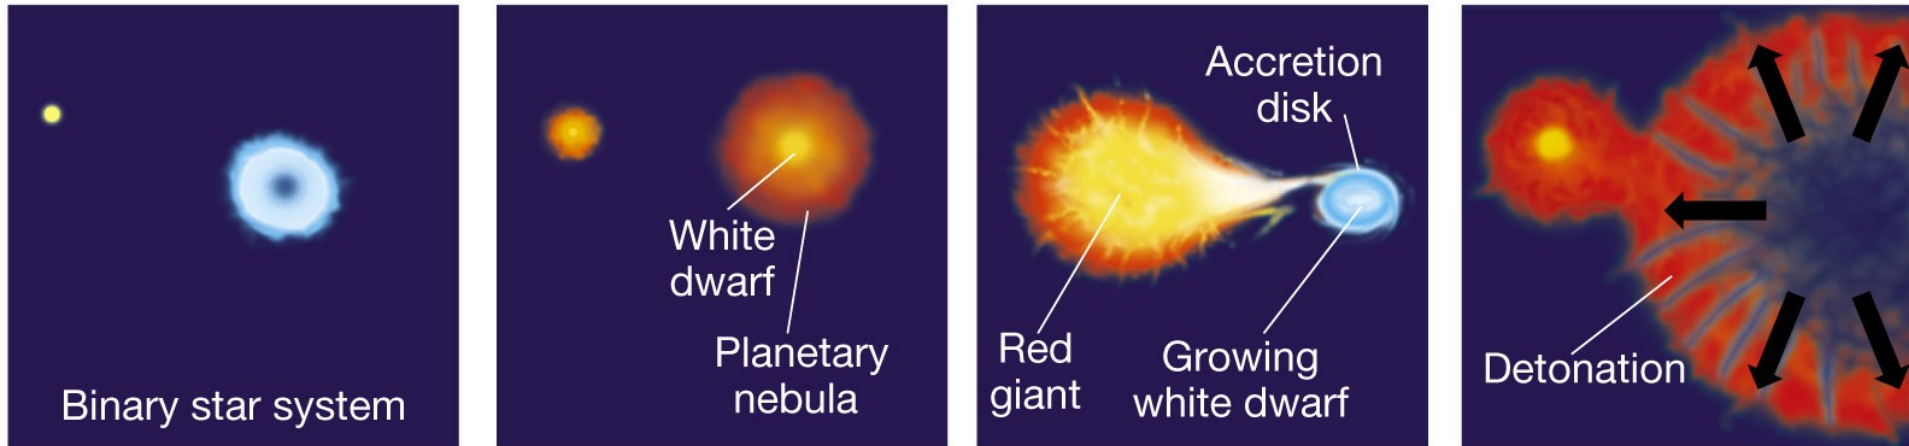 Binary star system
White
dwarf
Planetary
nebula
Accretion
disk
Red
giant
Growing
white dwarf
Detonation